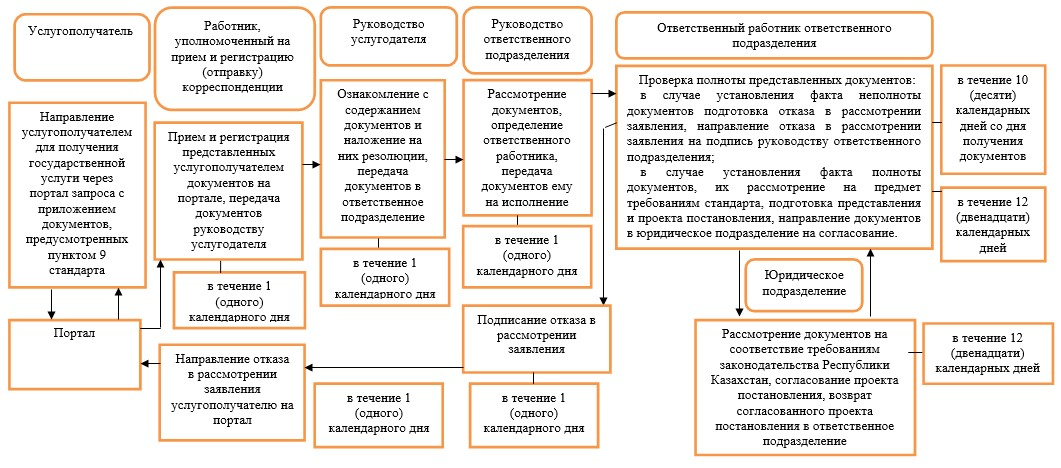 Услугополучатель
Работник,
уполномоченный на
прием и регистрацию
(отправку)
корреспонденции
Руководство
услугодателя
Руководство
ответственного
подразделения
Ответственный работник ответственного
подразделения
Направление
услугополучателем
для получения
государственной
услуги через
портал запроса с
приложением
документов,
предусмотренных
пунктом 9
стандарта
Прием и регистрация
представленных
услугополучателем
документов на
портале, передача
документов
руководству
услугодателя
Ознакомление с
содержанием
документов и
наложение на
них резолюции,
передача
документов в
ответственное
подразделение
Рассмотрение
документов,
определение
ответственного
работника,
передача
документов ему
на исполнение
Проверка полноты представленных документов:
в случае установления факта неполноты
документов подготовка отказа в рассмотрении
заявления, направление отказа в рассмотрении
заявления на подпись руководству ответственного
подразделения;
в случае установления факта полноты
документов, их рассмотрение на предмет
требованиям стандарта, подготовка представления
и проекта постановления, направление документов
в юридическое подразделение на согласование.
в течение 10
(десяти)
календарных
дней со дня
получения
документов
в течение 12
(двенадцати)
календарных
дней
в течение 1
(одного)
календарного дня
в течение 1
(одного)
календарного дня
в течение 1
(одного)
календарного дня
Юридическое
подразделение
Портал
Подписание отказа в
рассмотрении
заявления
Рассмотрение документов на
соответствие требованиям
законодательства Республики
Казахстан, согласование проекта
постановления, возврат
согласованного проекта
постановления в ответственное
подразделение
в течение 12
(двенадцати)
календарных дней
Направление отказа
в рассмотрении
заявления
услугополучателю на
портал
в течение 1
(одного)
календарного дня
в течение 1
(одного)
календарного дня